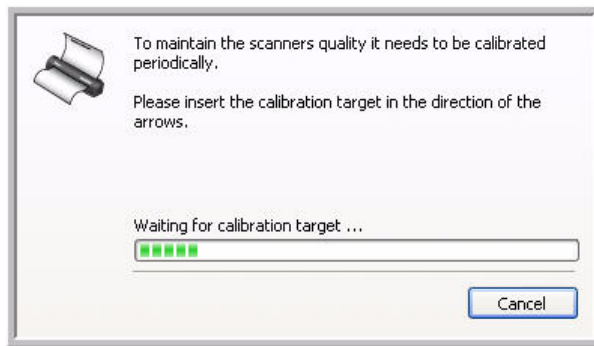 To maintain the scanners quality it needs to be calibrated
periodically.
Please insert the calibration target in the direction of the
arrows.
Waiting for calibration target ...
Cancel